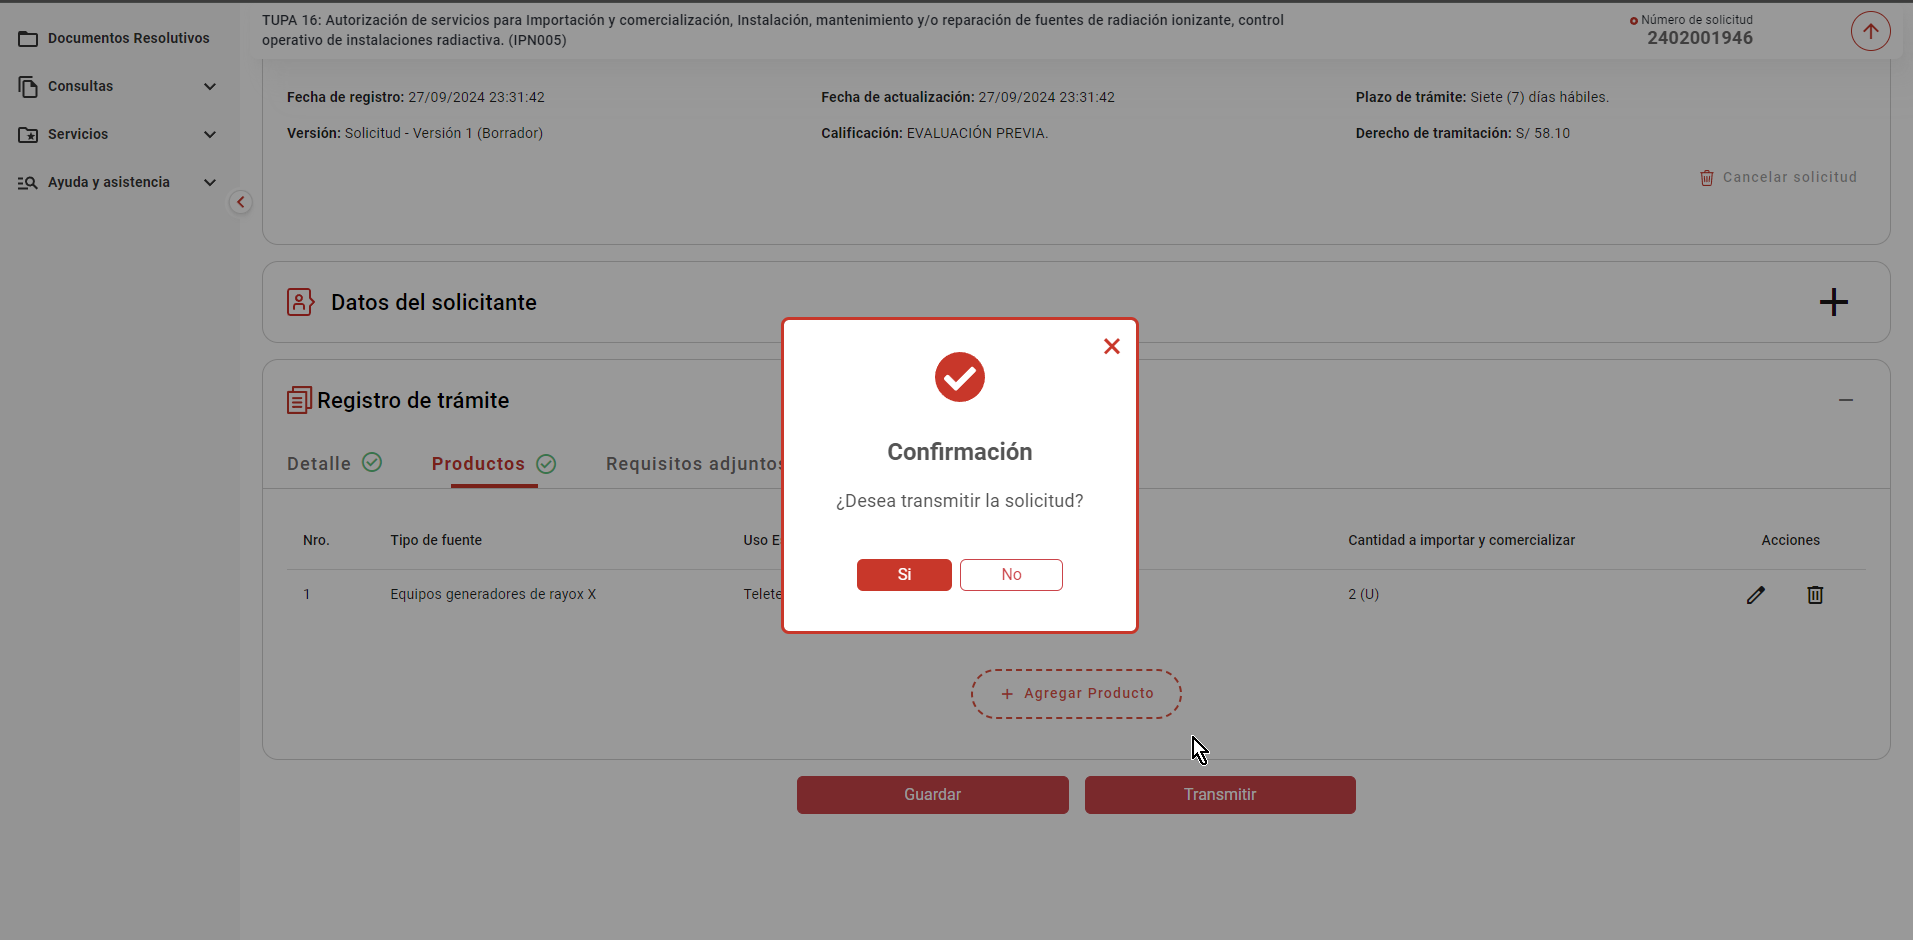 Documentos Resolutivos
Consultas
Servicios
Ayuda y asistencia
TUPA 16: Autorización de servicios para Importación y comercialización, Instalación, mantenimiento y/o reparación de fuentes de radiación ionizante, control
operativo de instalaciones radiactiva. (IPN005)
Número de solicitud
2402001946
Fecha de registro: 27/09/2024 23:31:42
Fecha de actualización: 27/09/2024 23:31:42
Plazo de trámite: Siete (7) días hábiles.
Versión: Solicitud - Versión 1 (Borrador)
Calificación: EVALUACIÓN PREVIA.
Derecho de tramitación: S/ 58.10
Cancelar solicitud
Datos del solicitante
Registro de trámite
Detalle
Productos
Requisitos adjuntos
Confirmación
¿Desea transmitir la solicitud?
Si
No
Nro.
Tipo de fuente
Uso
Cantidad a importar y comercializar
Acciones
1
Equipos generadores de rayox X
2 (U)
+ Agregar Producto
Guardar
Transmitir